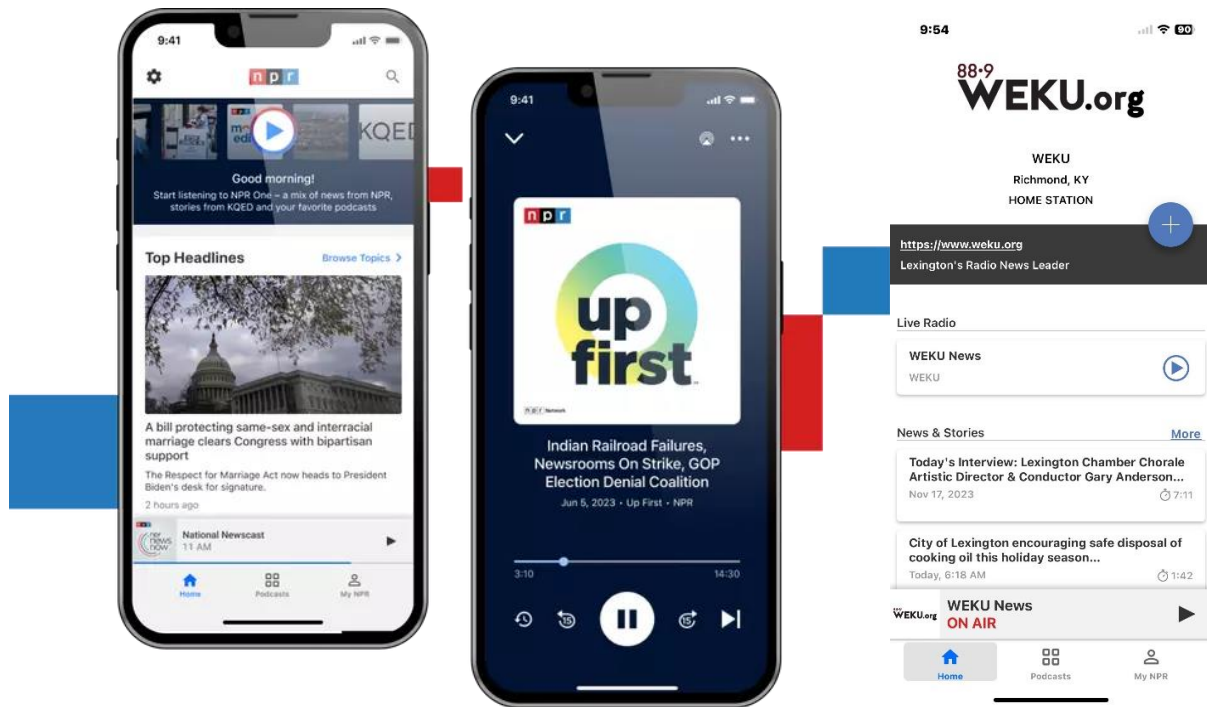 9:41
npr
KQED
Good morning!
Start listening to NPR One – a mix of news from NPR,
stories from KQED and your favorite podcasts
Top Headlines
Browse Topics
A bill protecting same-sex and interracial
marriage clears Congress with bipartisan
support
The Respect for Marriage Act now heads to President
Biden's desk for signature.
2 hours ago
npr
news
now
National Newscast
11 AM
Home
Podcasts
My NPR
9:41
npr
up
first
npr Network
Indian Railroad Failures,
Newsrooms On Strike, GOP
Election Denial Coalition
Jun 5, 2023 • Up First • NPR
3:10
14:30
15
15
9:54
90
88•9
WEKU.org
WEKU
Richmond, KY
HOME STATION
https://www.weku.org
Lexington's Radio News Leader
Live Radio
WEKU News
WEKU
News & Stories
More
Today's Interview: Lexington Chamber Chorale
Artistic Director & Conductor Gary Anderson...
Nov 17, 2023
7:11
City of Lexington encouraging safe disposal of
cooking oil this holiday season...
Today, 6:18 AM
1:42
WEKU.org
WEKU News
ON AIR
Home
Podcasts
My NPR